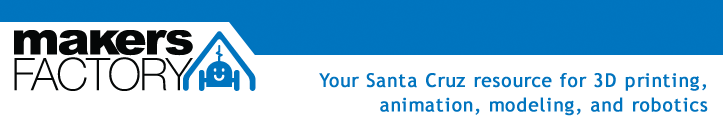 makers
FACTORY
Your Santa Cruz resource for 3D printing,
animation, modeling, and robotics